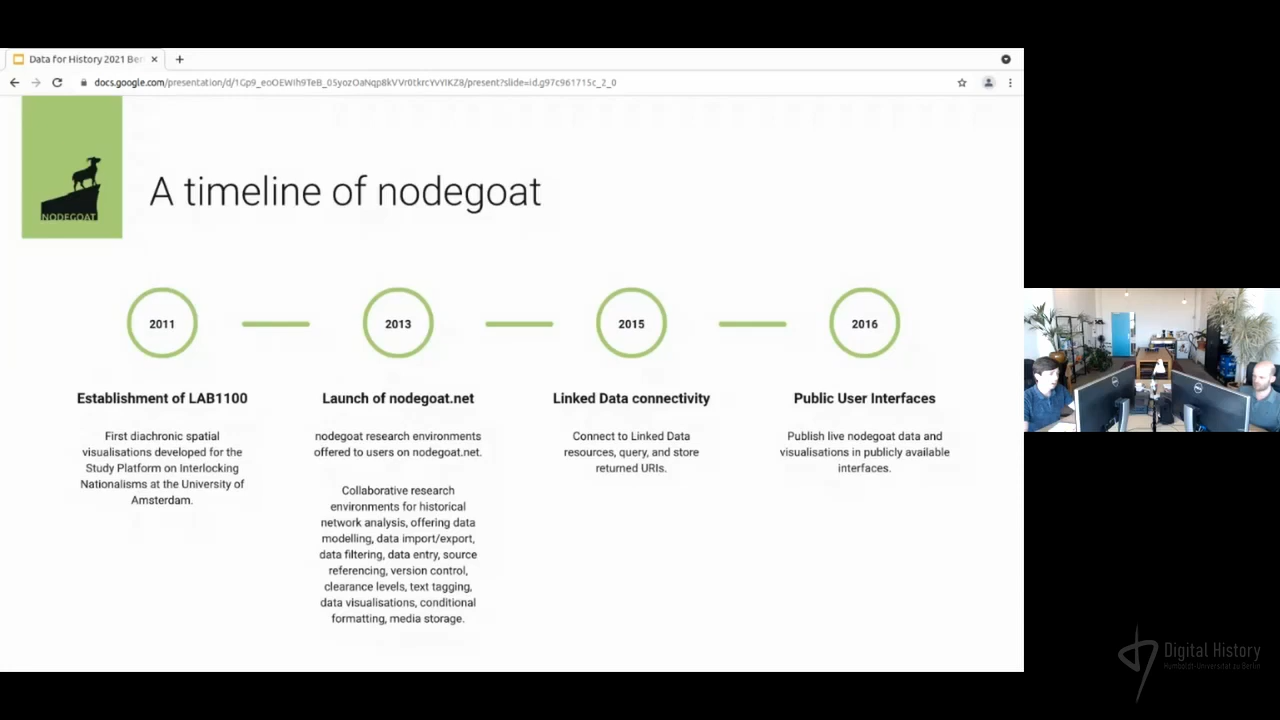 Data for History 2021 Ber
docs.google.com/presentation/d/1Gp9_eoOEWIh9TeB_05yozOaNqp8kVVr0tkrcYvYIKZ8/present?slide=id.g97c961715c_2_0
NODEGOAT
A timeline of nodegoat
2011
2013
2015
2016
Establishment of LAB1100
First diachronic spatial
visualisations developed for the
Study Platform on Interlocking
Nationalisms at the University of
Amsterdam.
Launch of nodegoat.net
nodegoat research environments
offered to users on nodegoat.net.
Collaborative research
environments for historical
network analysis, offering data
modelling, data import/export,
data filtering, data entry, source
referencing, version control,
clearance levels, text tagging,
data visualisations, conditional
formatting, media storage.
Linked Data connectivity
Connect to Linked Data
resources, query, and store
returned URIs.
Public User Interfaces
Publish live nodegoat data and
visualisations in publicly available
interfaces.
Digital History
Humboldt-Universität zu Berlin